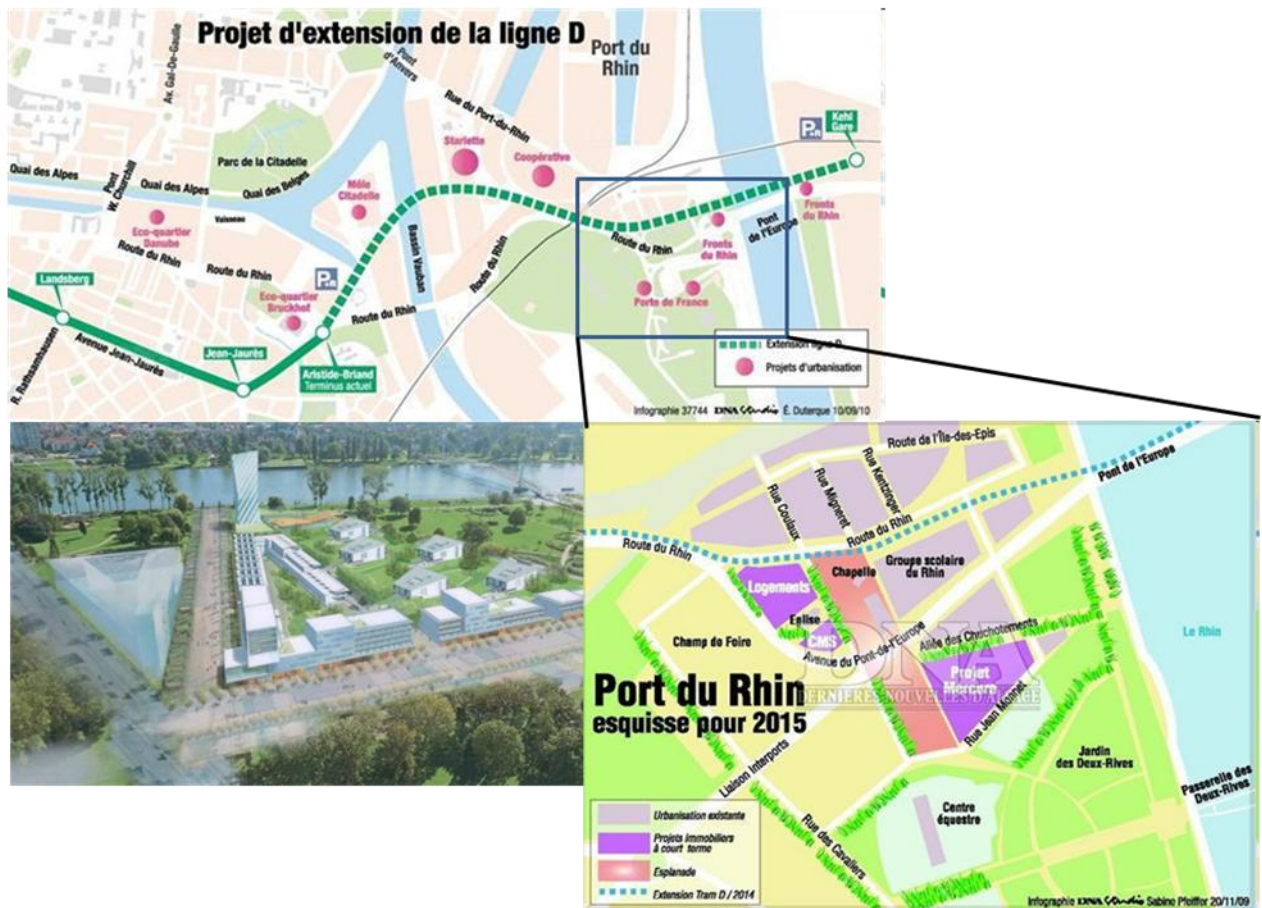 Projet d'extension de la ligne D
Port du
Rhin
Pont
d'Anvers
Av. Gal-De-Gaulle
Rue du Port-du-Rhin
Starlette
Coopérative
P+R
Kehl
Gare
Parc de la Citadelle
Quai des Alpes
Pont
W. Churchill
Quai des Alpes
Quai des Belges
Môle
Citadelle
Vaisseau
Eco-quartier
Danube
Route du Rhin
Route du Rhin
Bassin Vauban
Route du Rhin
Route du Rhin
Fronts
du Rhin
Pont
de l'Europe
Fronts
du Rhin
P+R
Landsberg
Eco-quartier
Bruckhof
Route du Rhin
Porte de France
R. Rathsamhausen
Avenue Jean-Jaurès
Jean-Jaurès
Aristide-Briand
Terminus actuel
Extension ligne D
Projets d'urbanisation
Infographie 37744 DNA É. Duterque 10/09/10
Route de l'Île-des-Epis
Pont de l'Europe
Rue Coulaux
Rue Migneret
Rue Kentzinger
Route du Rhin
Route du Rhin
Chapelle
Groupe scolaire
du Rhin
Logements
Eglise
CMS
Champ de Foire
Avenue du Pont-de-l'Europe
Allée des Chuchotements
Le Rhin
DNA
DERNIERES NOUVELLES D'ALSACE
Projet
Mercure
Port du Rhin
esquisse pour 2015
Rue Jean Monnet
Liaison Interports
Jardin
des Deux-Rives
Passerelle des
Deux-Rives
Centre
équestre
Rue des Cavaliers
Urbanisation existante
Projets immobiliers
à court terme
Esplanade
Extension Tram D / 2014
Infographie DNA Sabine Pfeiffer 20/11/09